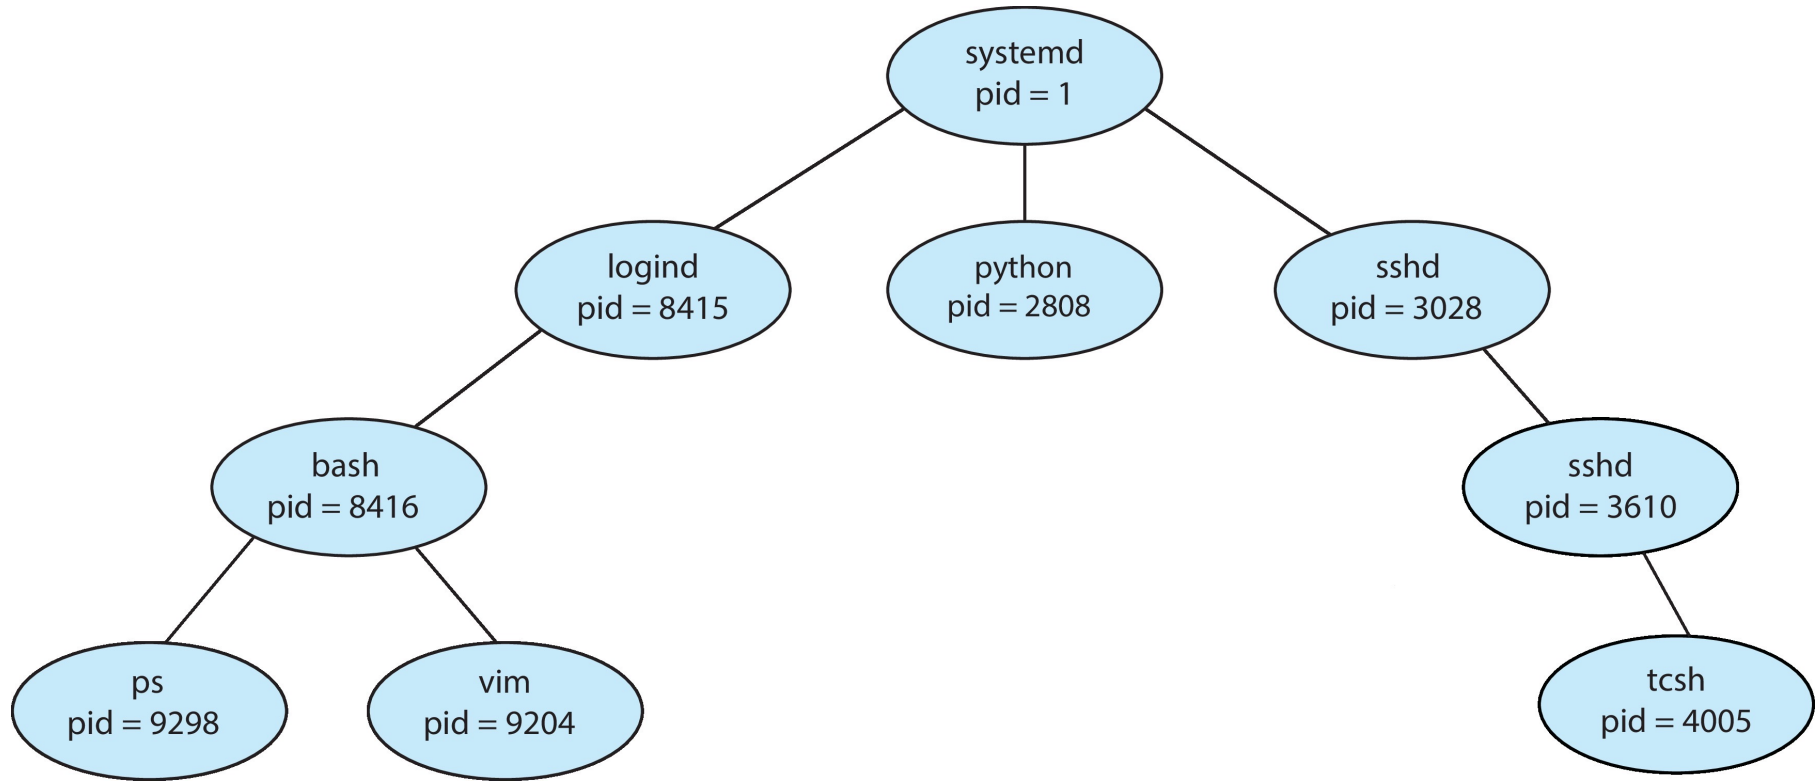 systemd
pid = 1
logind
pid = 8415
python
pid = 2808
sshd
pid = 3028
bash
pid = 8416
sshd
pid = 3610
ps
pid = 9298
vim
pid = 9204
tcsh
pid = 4005